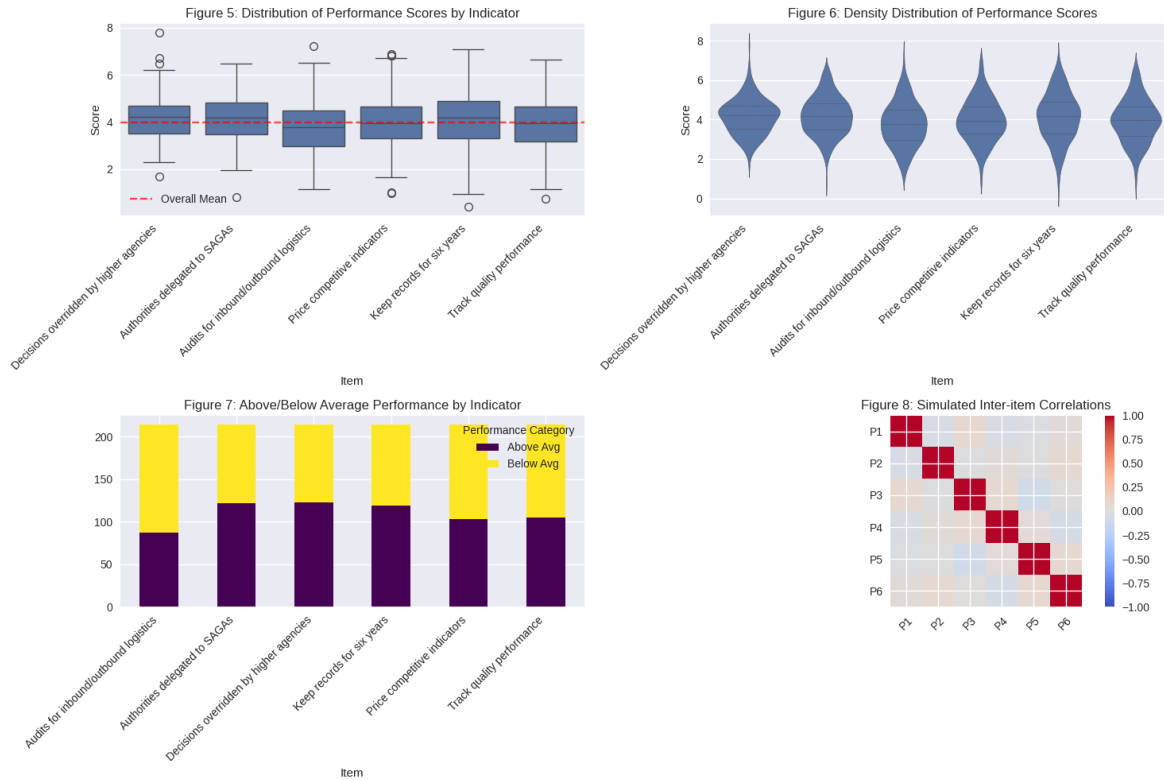 Figure 5: Distribution of Performance Scores by Indicator
8
6
4
2
Score
Overall Mean
Decisions overridden by higher agencies
Authorities delegated to SAGAs
Audits for inbound/outbound logistics
Price competitive indicators
Keep records for six years
Track quality performance
Item
Figure 6: Density Distribution of Performance Scores
8
6
4
2
0
Score
Decisions overridden by higher agencies
Authorities delegated to SAGAs
Audits for inbound/outbound logistics
Price competitive indicators
Keep records for six years
Track quality performance
Item
Figure 7: Above/Below Average Performance by Indicator
200
150
100
50
0
Performance Category
Above Avg
Below Avg
Audits for inbound/outbound logistics
Authorities delegated to SAGAs
Decisions overridden by higher agencies
Keep records for six years
Price competitive indicators
Track quality performance
Item
Figure 8: Simulated Inter-item Correlations
P1
P2
P3
P4
P5
P6
P1
P2
P3
P4
P5
P6
1.00
0.75
0.50
0.25
0.00
−0.25
−0.50
−0.75
−1.00